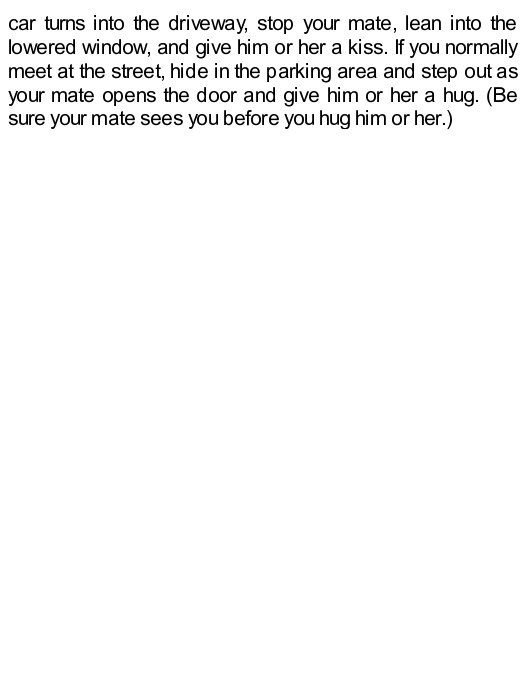 car turns into the driveway, stop your mate, lean into the
lowered window, and give him or her a kiss. If you normally
meet at the street, hide in the parking area and step out as
your mate opens the door and give him or her a hug. (Be
sure your mate sees you before you hug him or her.)